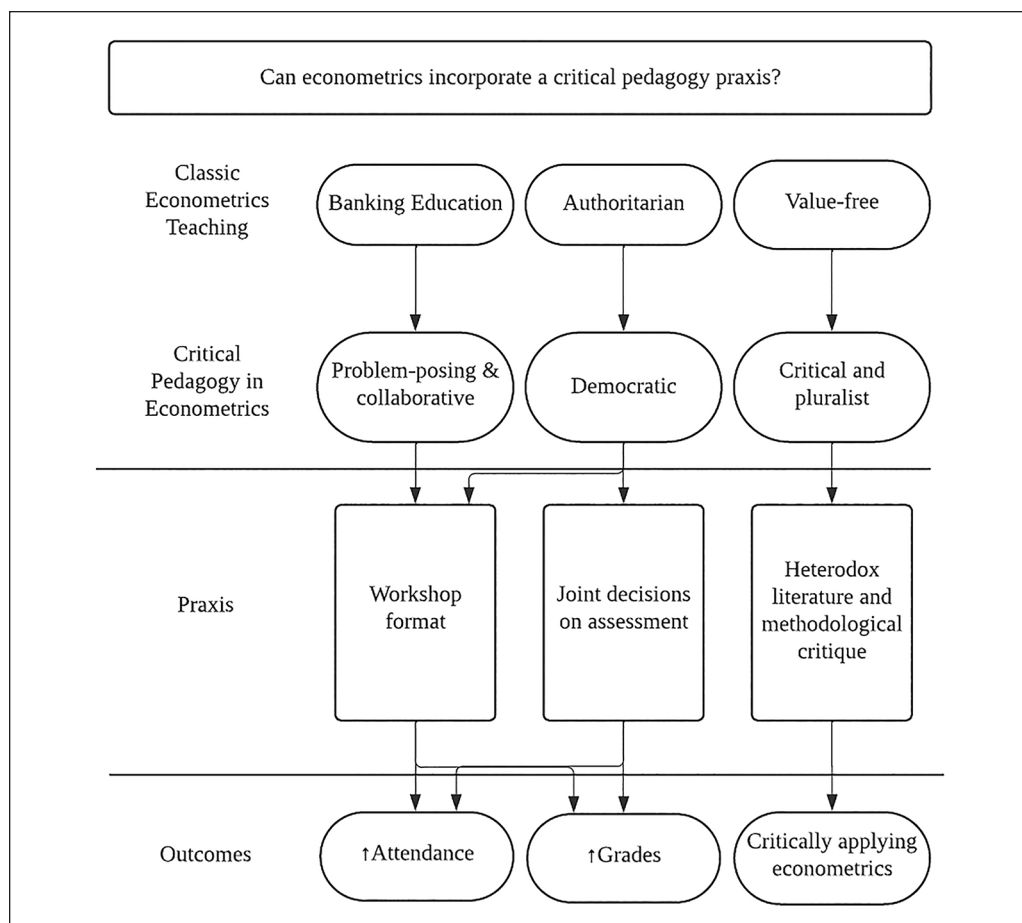 Can econometrics incorporate a critical pedagogy praxis?
Classic
Econometrics
Teaching
Banking Education
Authoritarian
Value-free
Critical
Pedagogy in
Econometrics
Problem-posing &
collaborative
Democratic
Critical and
pluralist
Praxis
Workshop
format
Joint decisions
on assessment
Heterodox
literature and
methodological
critique
Outcomes
↑Attendance
↑Grades
Critically applying
econometrics